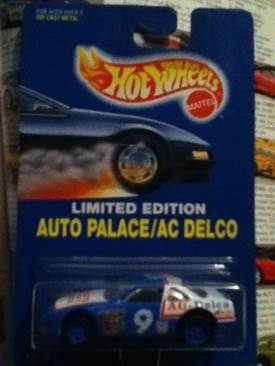 FOR AGES OVER 3
DIE CAST METAL
Hot Wheels
MATTEL
LIMITED EDITION
AUTO PALACE/AC DELCO
9
AC-Delco